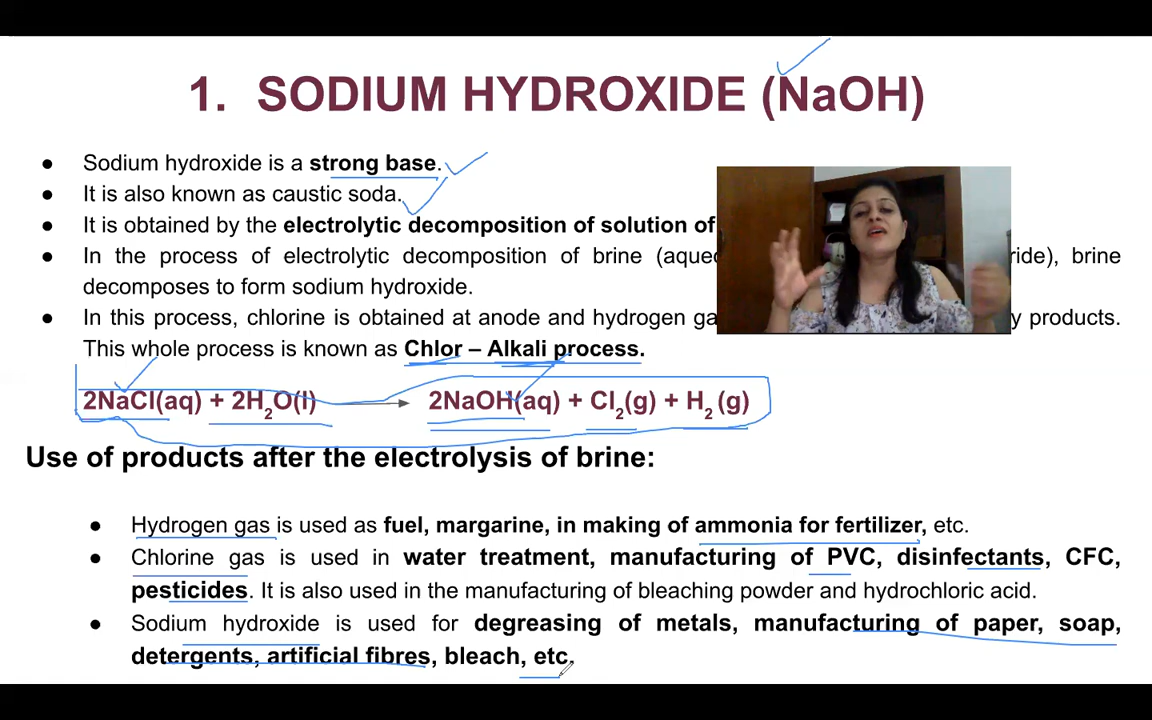 1. SODIUM HYDROXIDE (NaOH)
● Sodium hydroxide is a strong base.
● It is also known as caustic soda.
● It is obtained by the electrolytic decomposition of solution of
● In the process of electrolytic decomposition of brine (aqueo ride), brine
decomposes to form sodium hydroxide.
● In this process, chlorine is obtained at anode and hydrogen ga y products.
This whole process is known as Chlor – Alkali process.
2NaCl(aq) + 2H₂O(l) → 2NaOH(aq) + Cl₂(g) + H₂ (g)
Use of products after the electrolysis of brine:
● Hydrogen gas is used as fuel, margarine, in making of ammonia for fertilizer, etc.
● Chlorine gas is used in water treatment, manufacturing of PVC, disinfectants, CFC,
pesticides. It is also used in the manufacturing of bleaching powder and hydrochloric acid.
● Sodium hydroxide is used for degreasing of metals, manufacturing of paper, soap,
detergents, artificial fibres, bleach, etc.